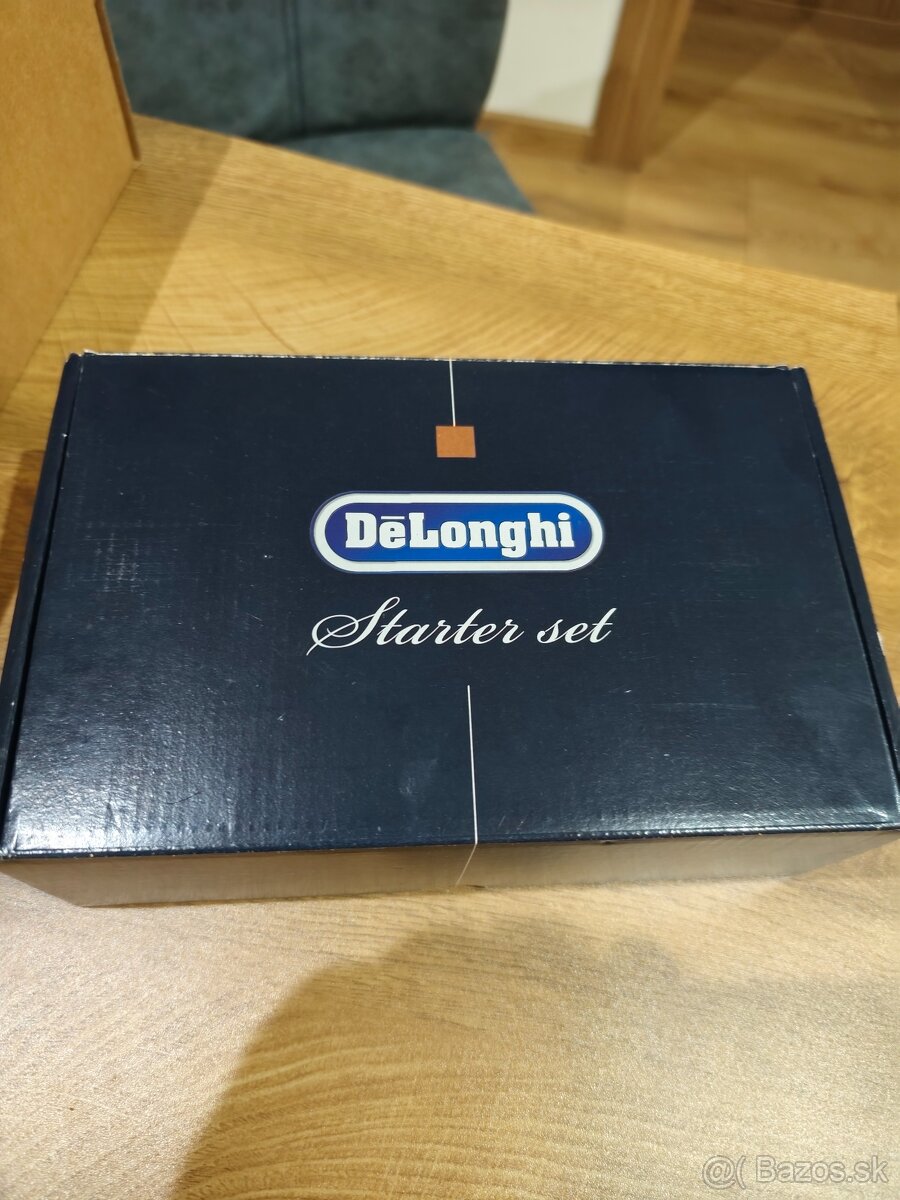 DēLonghi
Starter set
@( Bazos.sk